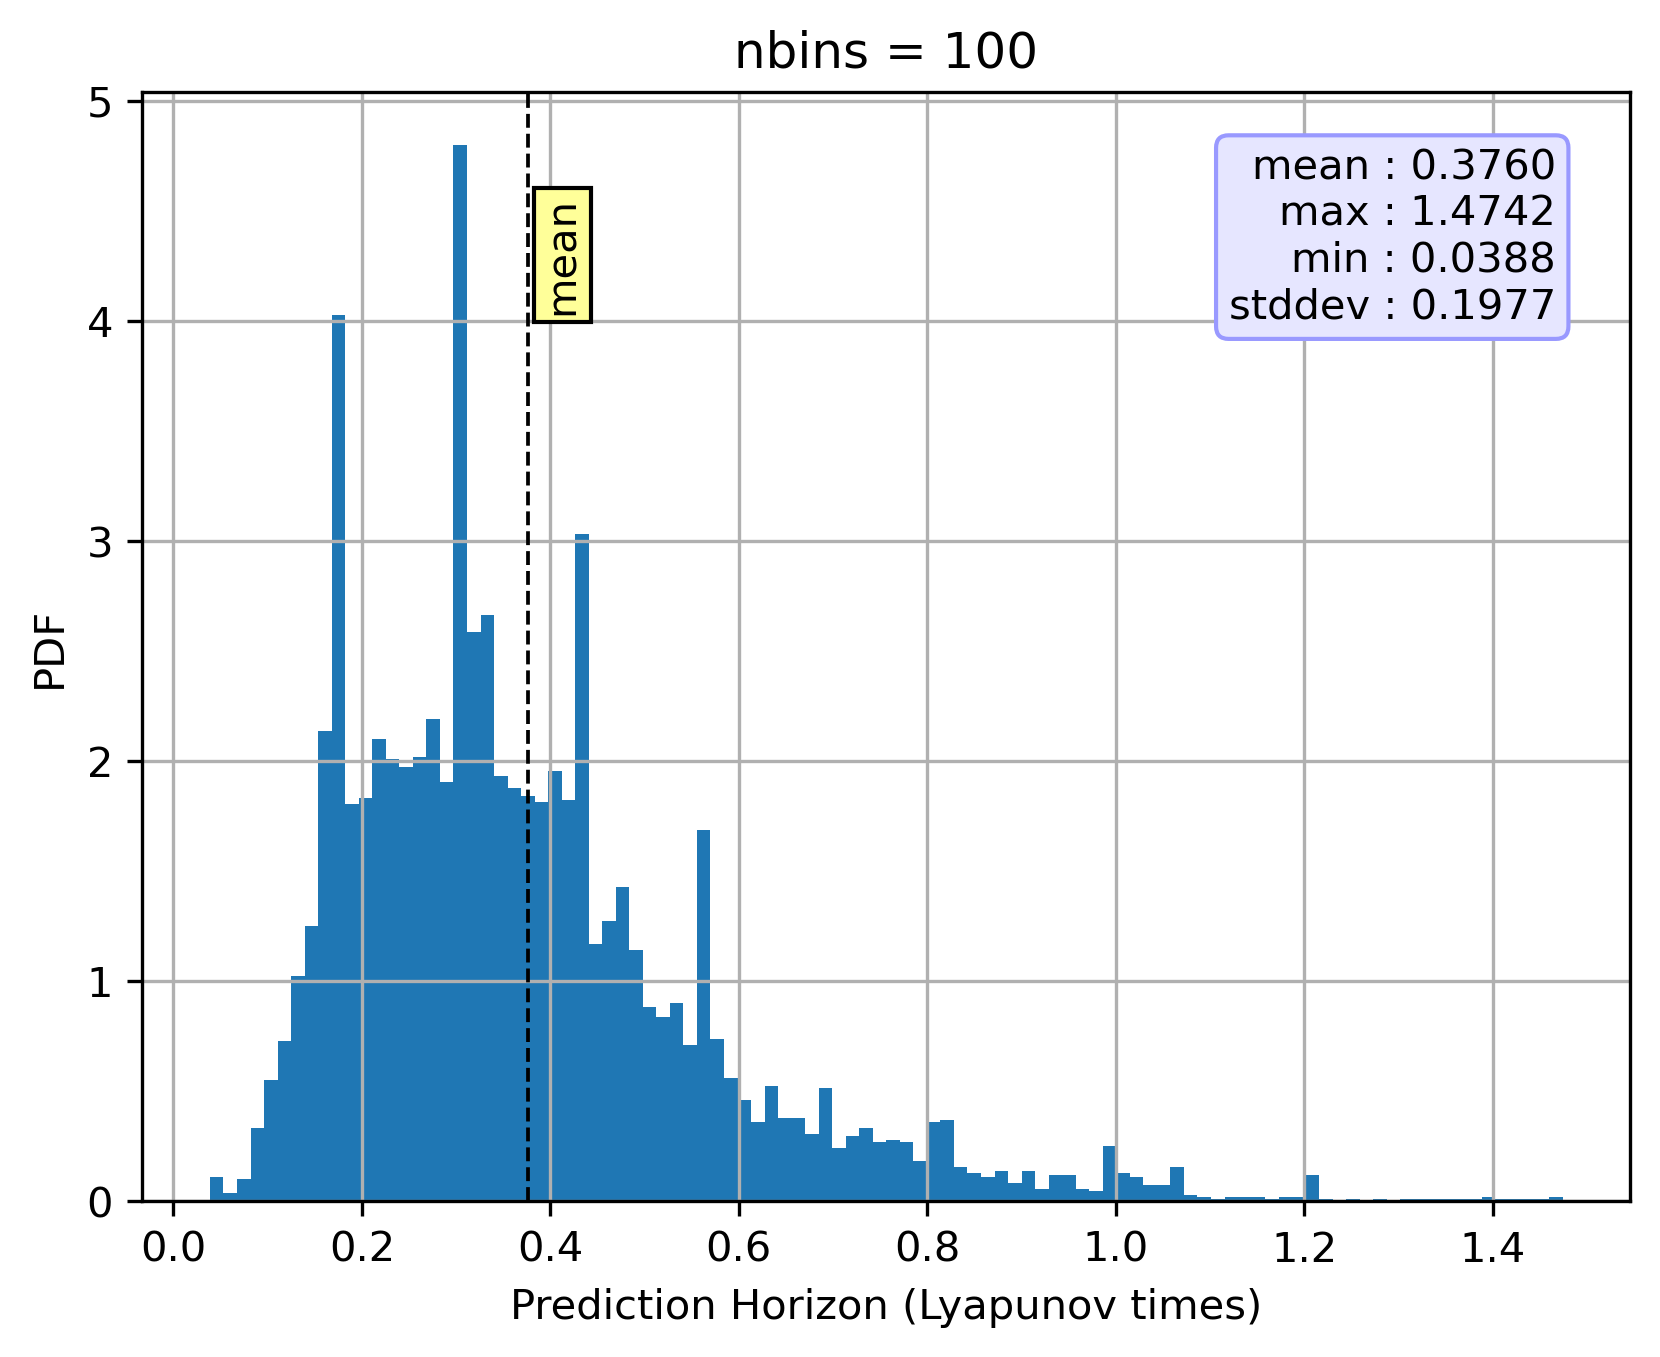 nbins = 100
5
4
3
2
1
0
PDF
mean
mean : 0.3760
max : 1.4742
min : 0.0388
stddev : 0.1977
0.0 0.2 0.4 0.6 0.8 1.0 1.2 1.4
Prediction Horizon (Lyapunov times)